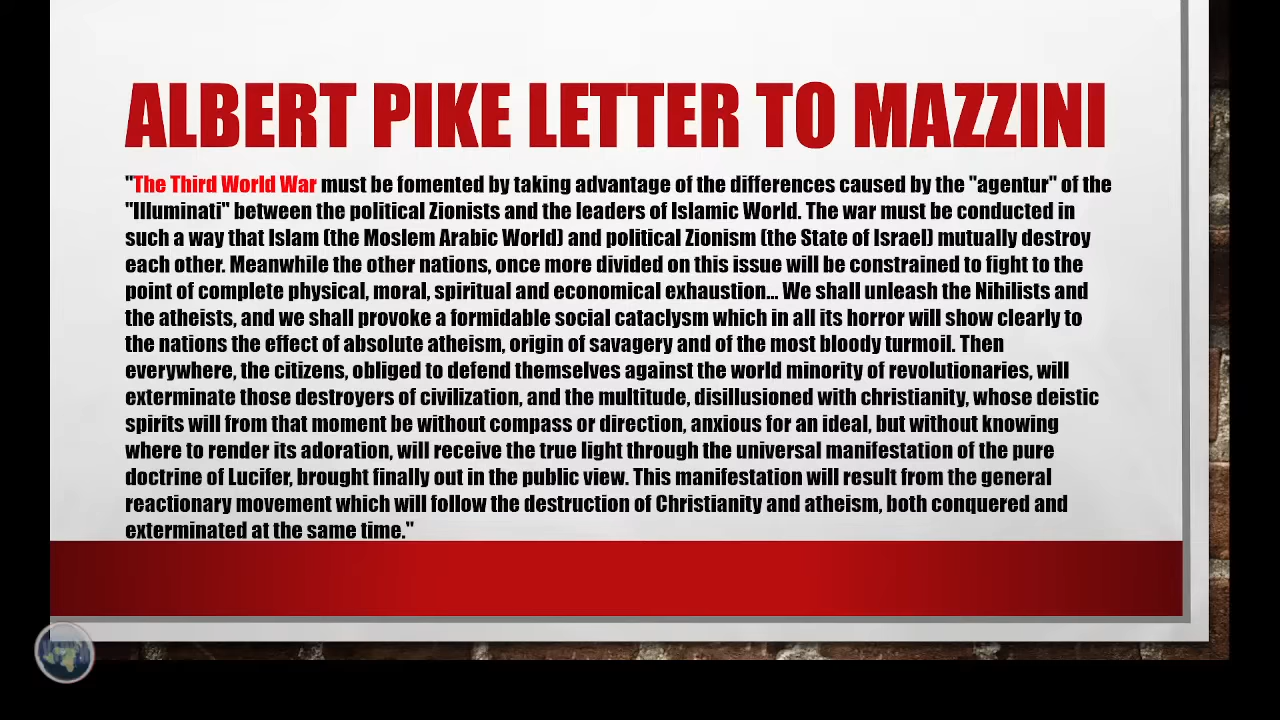 ALBERT PIKE LETTER TO MAZZINI
"The Third World War must be fomented by taking advantage of the differences caused by the "agentur" of the
"Illuminati" between the political Zionists and the leaders of Islamic World. The war must be conducted in
such a way that Islam (the Moslem Arabic World) and political Zionism (the State of Israel) mutually destroy
each other. Meanwhile the other nations, once more divided on this issue will be constrained to fight to the
point of complete physical, moral, spiritual and economical exhaustion... We shall unleash the Nihilists and
the atheists, and we shall provoke a formidable social cataclysm which in all its horror will show clearly to
the nations the effect of absolute atheism, origin of savagery and of the most bloody turmoil. Then
everywhere, the citizens, obliged to defend themselves against the world minority of revolutionaries, will
exterminate those destroyers of civilization, and the multitude, disillusioned with christianity, whose deistic
spirits will from that moment be without compass or direction, anxious for an ideal, but without knowing
where to render its adoration, will receive the true light through the universal manifestation of the pure
doctrine of Lucifer, brought finally out in the public view. This manifestation will result from the general
reactionary movement which will follow the destruction of Christianity and atheism, both conquered and
exterminated at the same time."